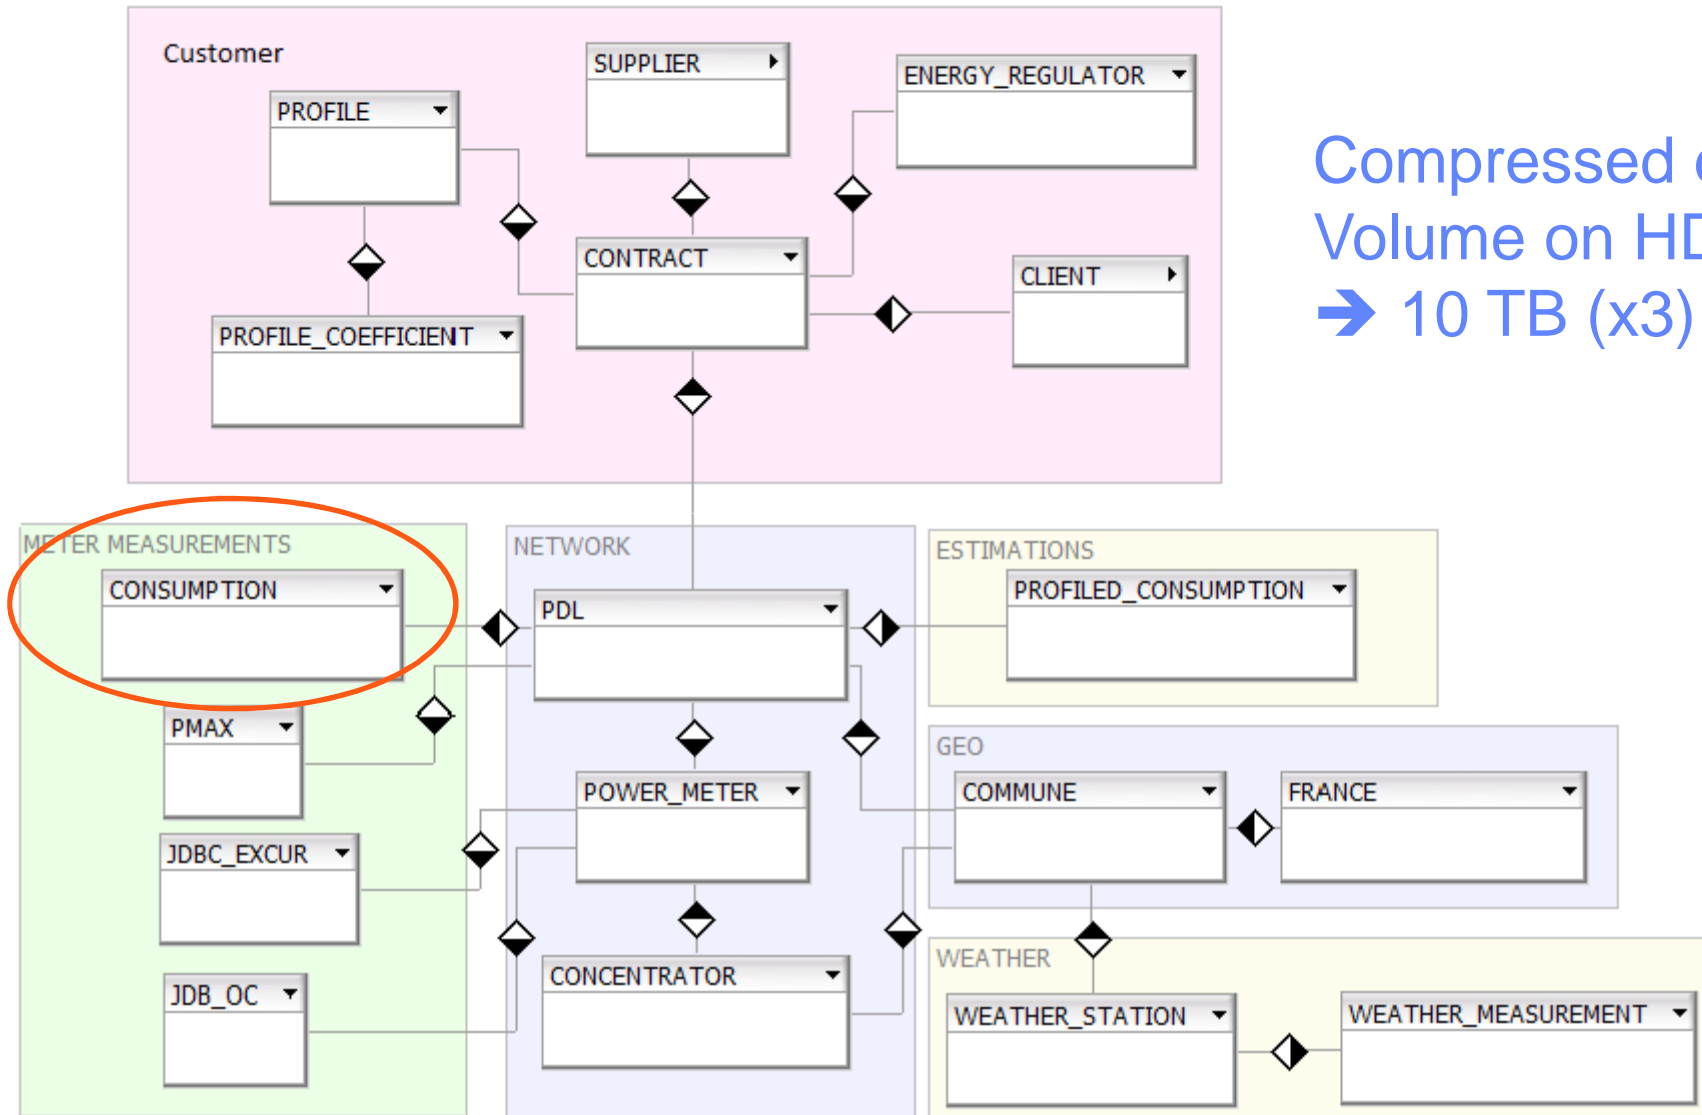 Customer
SUPPLIER
ENERGY_REGULATOR
PROFILE
CONTRACT
CLIENT
PROFILE_COEFFICIENT
Compressed
Volume on
➔ 10 TB (x3)
METER MEASUREMENTS
CONSUMPTION
PMAX
JDBC_EXCUR
JDB_OC
NETWORK
PDL
POWER_METER
CONCENTRATOR
ESTIMATIONS
PROFILED_CONSUMPTION
GEO
COMMUNE
FRANCE
WEATHER
WEATHER_STATION
WEATHER_MEASUREMENT